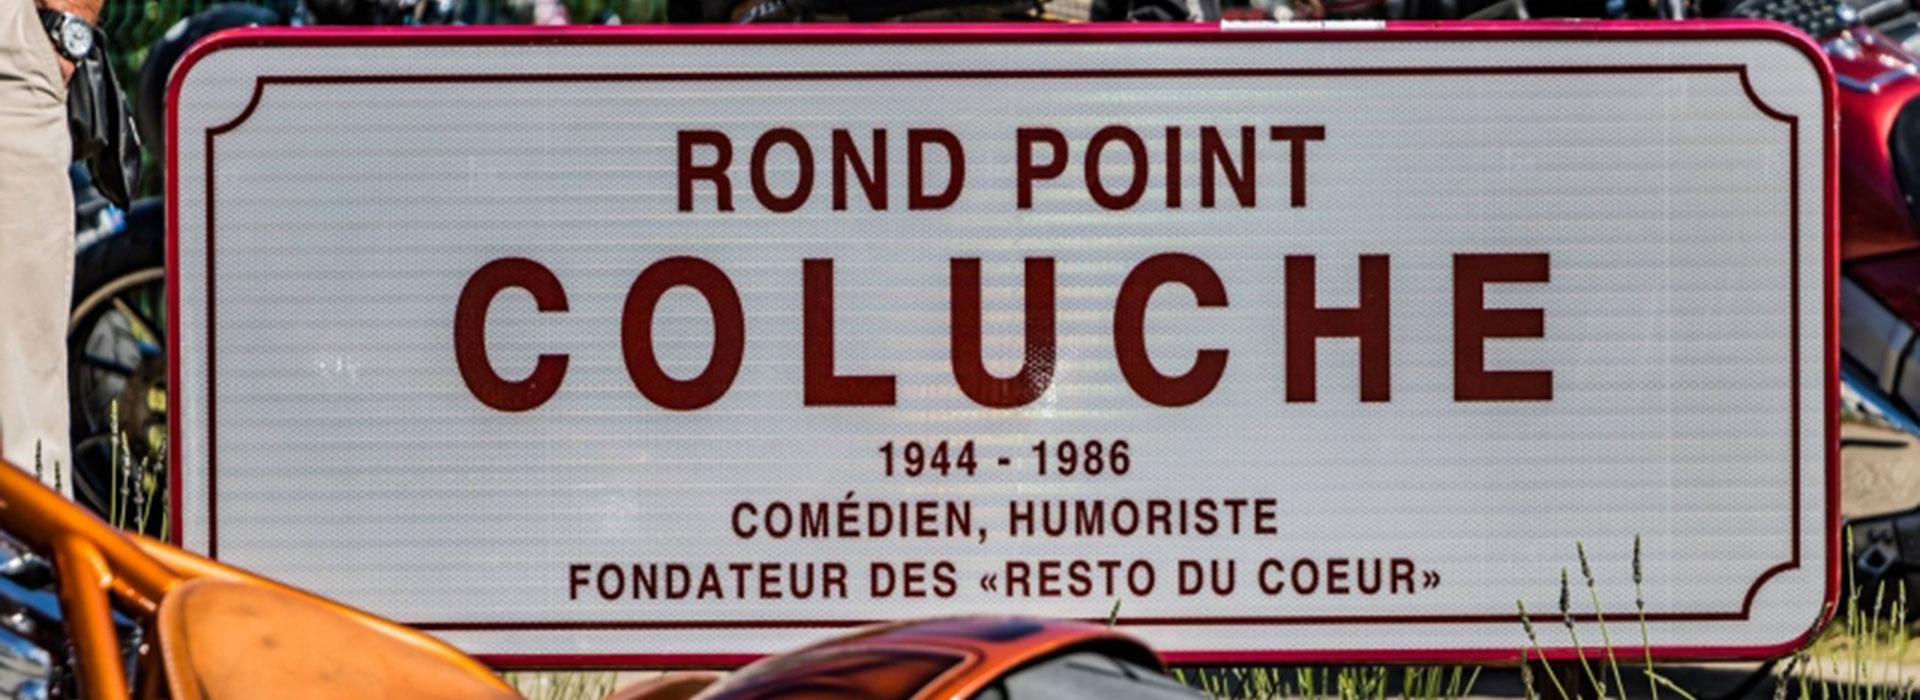 ROND POINT
COLUCHE
1944 - 1986
COMÉDIEN, HUMORISTE
FONDATEUR DES «RESTO DU COEUR»